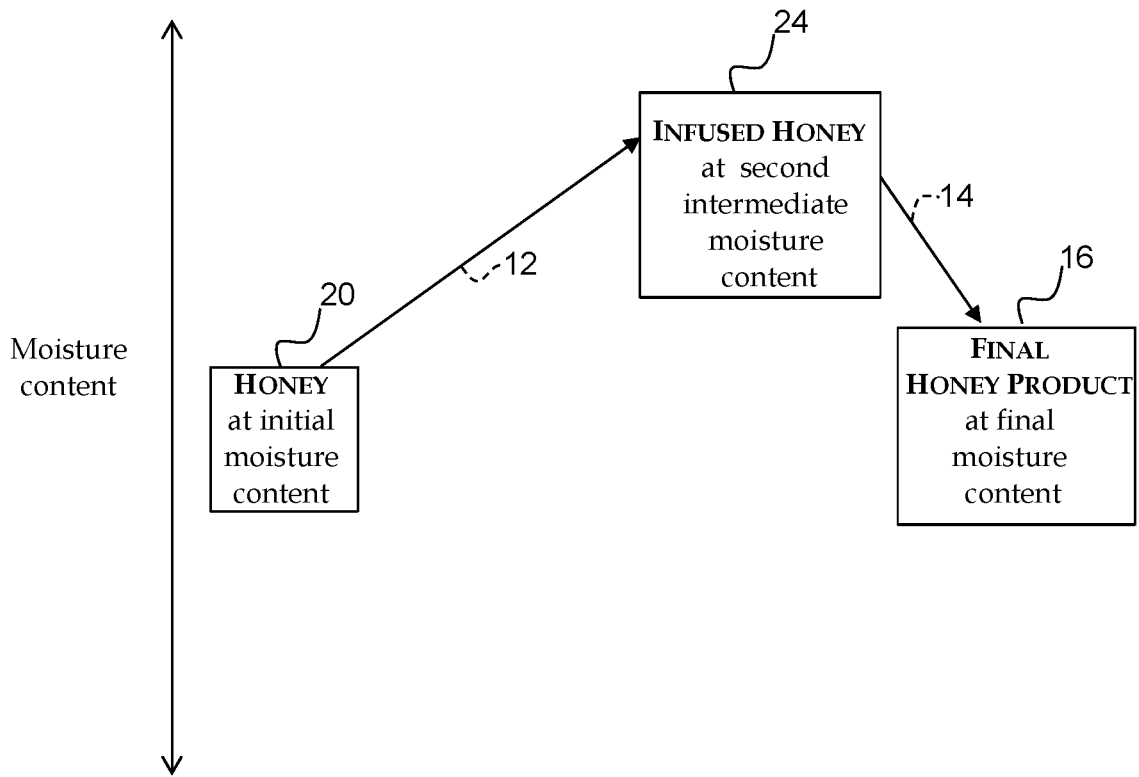 24
INFUSED HONEY
at second
intermediate
moisture
content
14
12
16
20
Moisture
content
HONEY
at initial
moisture
content
FINAL
HONEY PRODUCT
at final
moisture
content